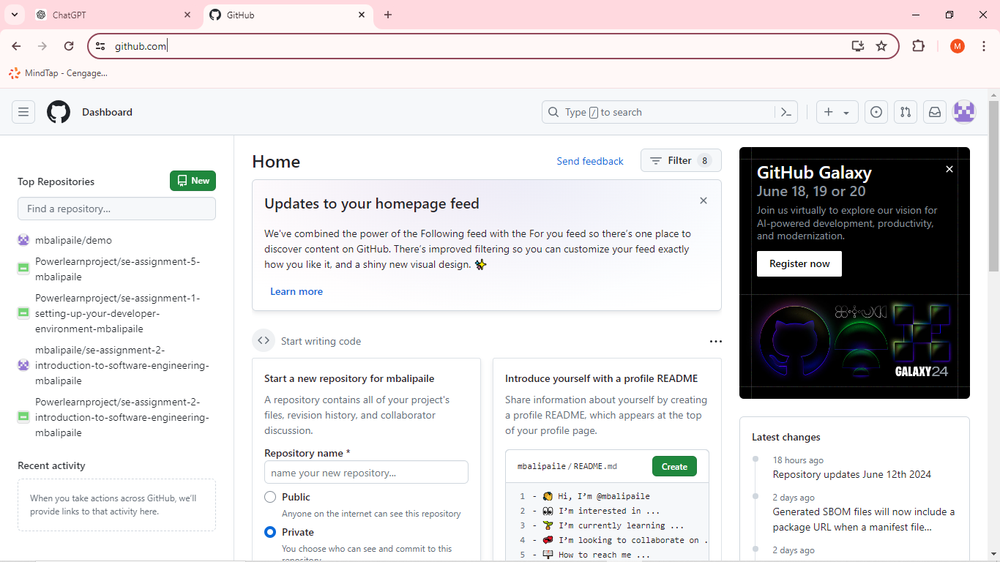 ChatGPT
GitHub
github.com
MindTap - Cengage...
Dashboard
Type / to search
Top Repositories
New
Find a repository...
mbalipaile/demo
Powerlearnproject/se-assignment-5-
mbalipaile
Powerlearnproject/se-assignment-1-
setting-up-your-developer-
environment-mbalipaile
mbalipaile/se-assignment-2-
introduction-to-software-engineering-
mbalipaile
Powerlearnproject/se-assignment-2-
introduction-to-software-engineering-
mbalipaile
Recent activity
When you take actions across GitHub, we'll
provide links to that activity here.
Home
Send feedback
Filter 8
Updates to your homepage feed
We've combined the power of the Following feed with the For you feed so there's one place to
discover content on GitHub. There's improved filtering so you can customize your feed exactly
how you like it, and a shiny new visual design. ✨
Learn more
Start writing code
Start a new repository for mbalipaile
A repository contains all of your project's
files, revision history, and collaborator
discussion.
Repository name *
name your new repository...
Public
Anyone on the internet can see this repository
Private
You choose who can see and commit to this
repository.
Introduce yourself with a profile README
Share information about yourself by creating
a profile README, which appears at the top
of your profile page.
mbalipaile / README.md
Create
1 - 👋 Hi, I'm @mbalipaile
2 - 👀 I'm interested in ...
3 - 🌱 I'm currently learning ...
4 - 💞️ I'm looking to collaborate on .
5 - 📫 How to reach me ...
GitHub Galaxy
June 18, 19 or 20
Join us virtually to explore our vision for
AI-powered development, productivity,
and modernization.
Register now
GALAXY24
Latest changes
18 hours ago
Repository updates June 12th 2024
2 days ago
Generated SBOM files will now include a
package URL when a manifest file...
2 days ago
M